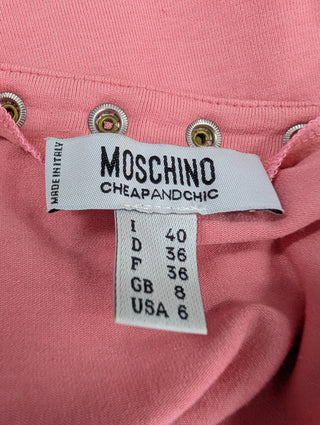 MADE IN ITALY
MOSCHINO
CHEAPANDCHIC
I 40
D 36
F 36
GB 8
USA 6